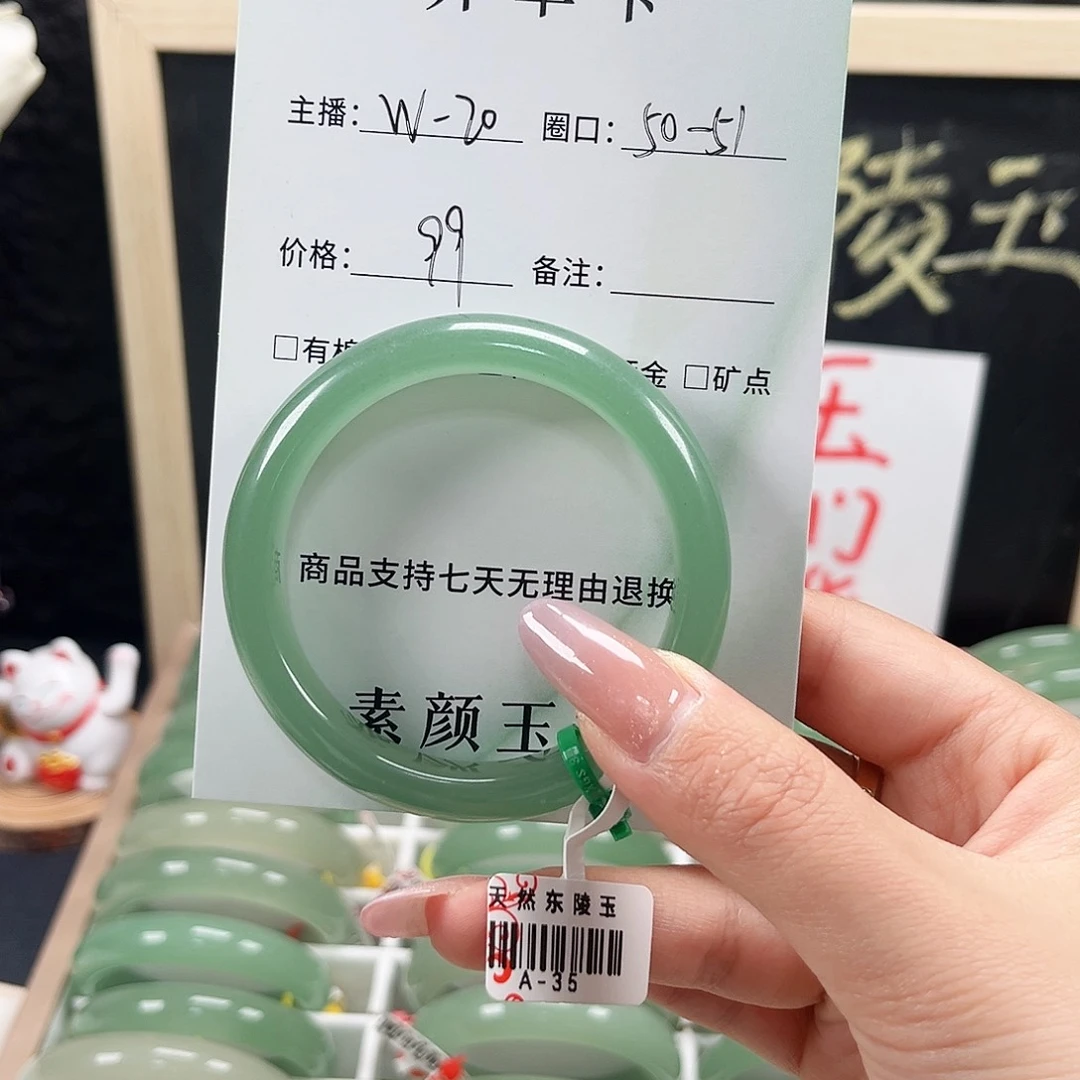 主播：W-20 圈口：50-51
价格：99 备注：
□有 金 □矿点
商品支持七天无理由退换
素颜玉
天然东陵玉
A-35
陵玉